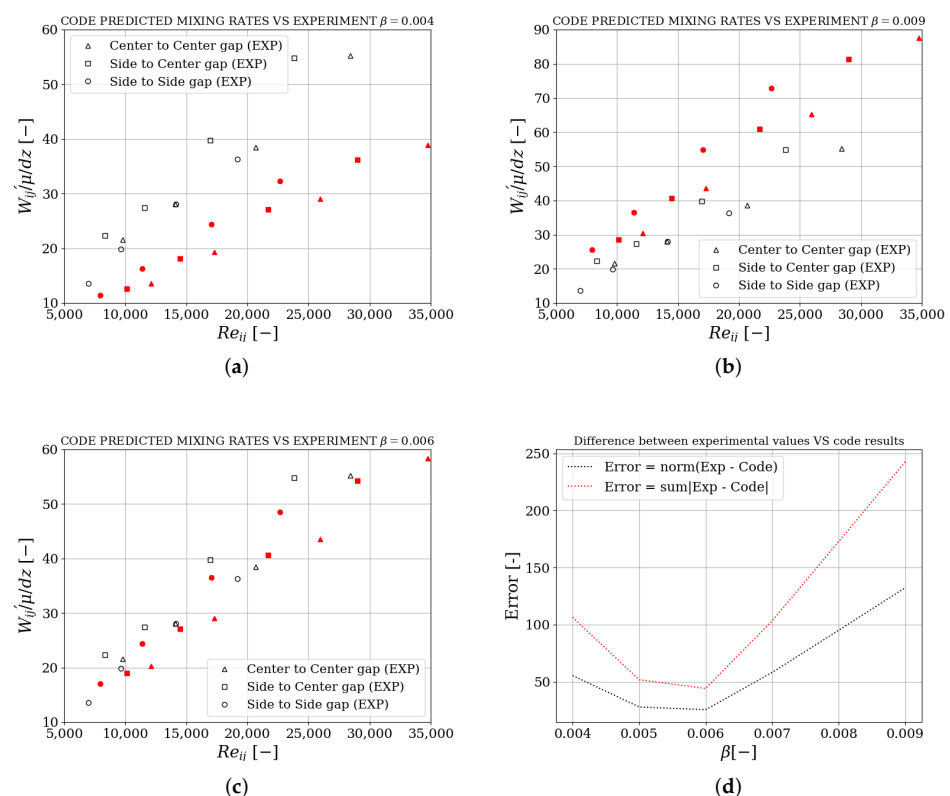 CODE PREDICTED MIXING RATES VS EXPERIMENT β = 0.004
60
50
40
30
20
10
W′ij/μ/dz [−]
Center to Center gap (EXP)
Side to Center gap (EXP)
Side to Side gap (EXP)
5,000 10,000 15,000 20,000 25,000 30,000 35,000
Reij [−]
(a)
CODE PREDICTED MIXING RATES VS EXPERIMENT β = 0.009
90
80
70
60
50
40
30
20
10
W′ij/μ/dz [−]
Center to Center gap (EXP)
Side to Center gap (EXP)
Side to Side gap (EXP)
5,000 10,000 15,000 20,000 25,000 30,000 35,000
Reij [−]
(b)
CODE PREDICTED MIXING RATES VS EXPERIMENT β = 0.006
60
50
40
30
20
10
W′ij/μ/dz [−]
Center to Center gap (EXP)
Side to Center gap (EXP)
Side to Side gap (EXP)
5,000 10,000 15,000 20,000 25,000 30,000 35,000
Reij [−]
(c)
Difference between experimental values VS code results
250
200
150
100
50
Error [-]
Error = norm(Exp - Code)
Error = sum|Exp - Code|
0.004 0.005 0.006 0.007 0.008 0.009
β[−]
(d)